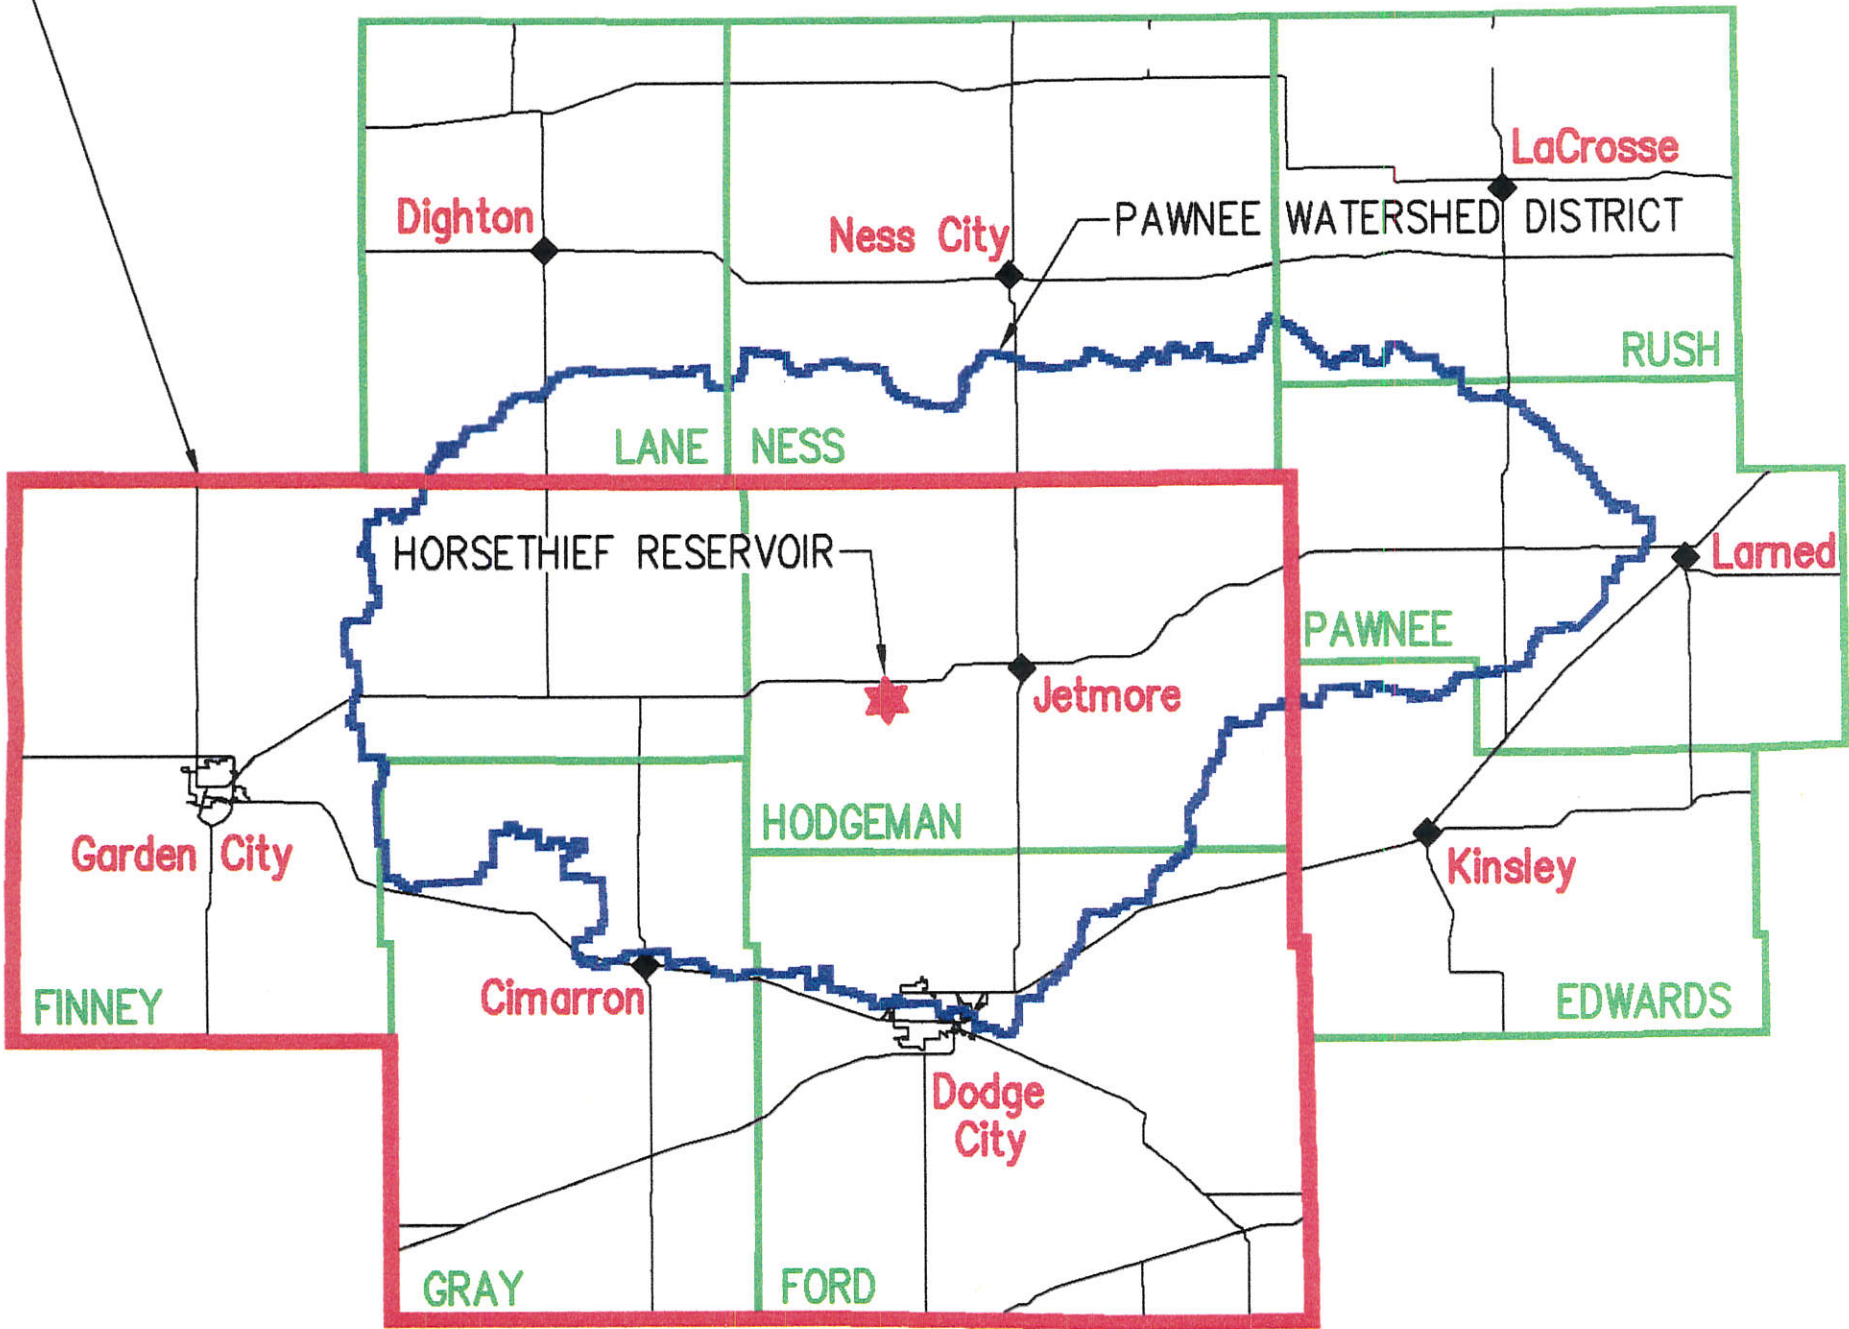 LaCrosse
Dighton
Ness City
PAWNEE WATERSHED DISTRICT
RUSH
LANE
NESS
HORSETHIEF RESERVOIR
Larned
PAWNEE
Jetmore
HODGEMAN
Garden City
Kinsley
Cimarron
FINNEY
EDWARDS
Dodge
City
GRAY
FORD